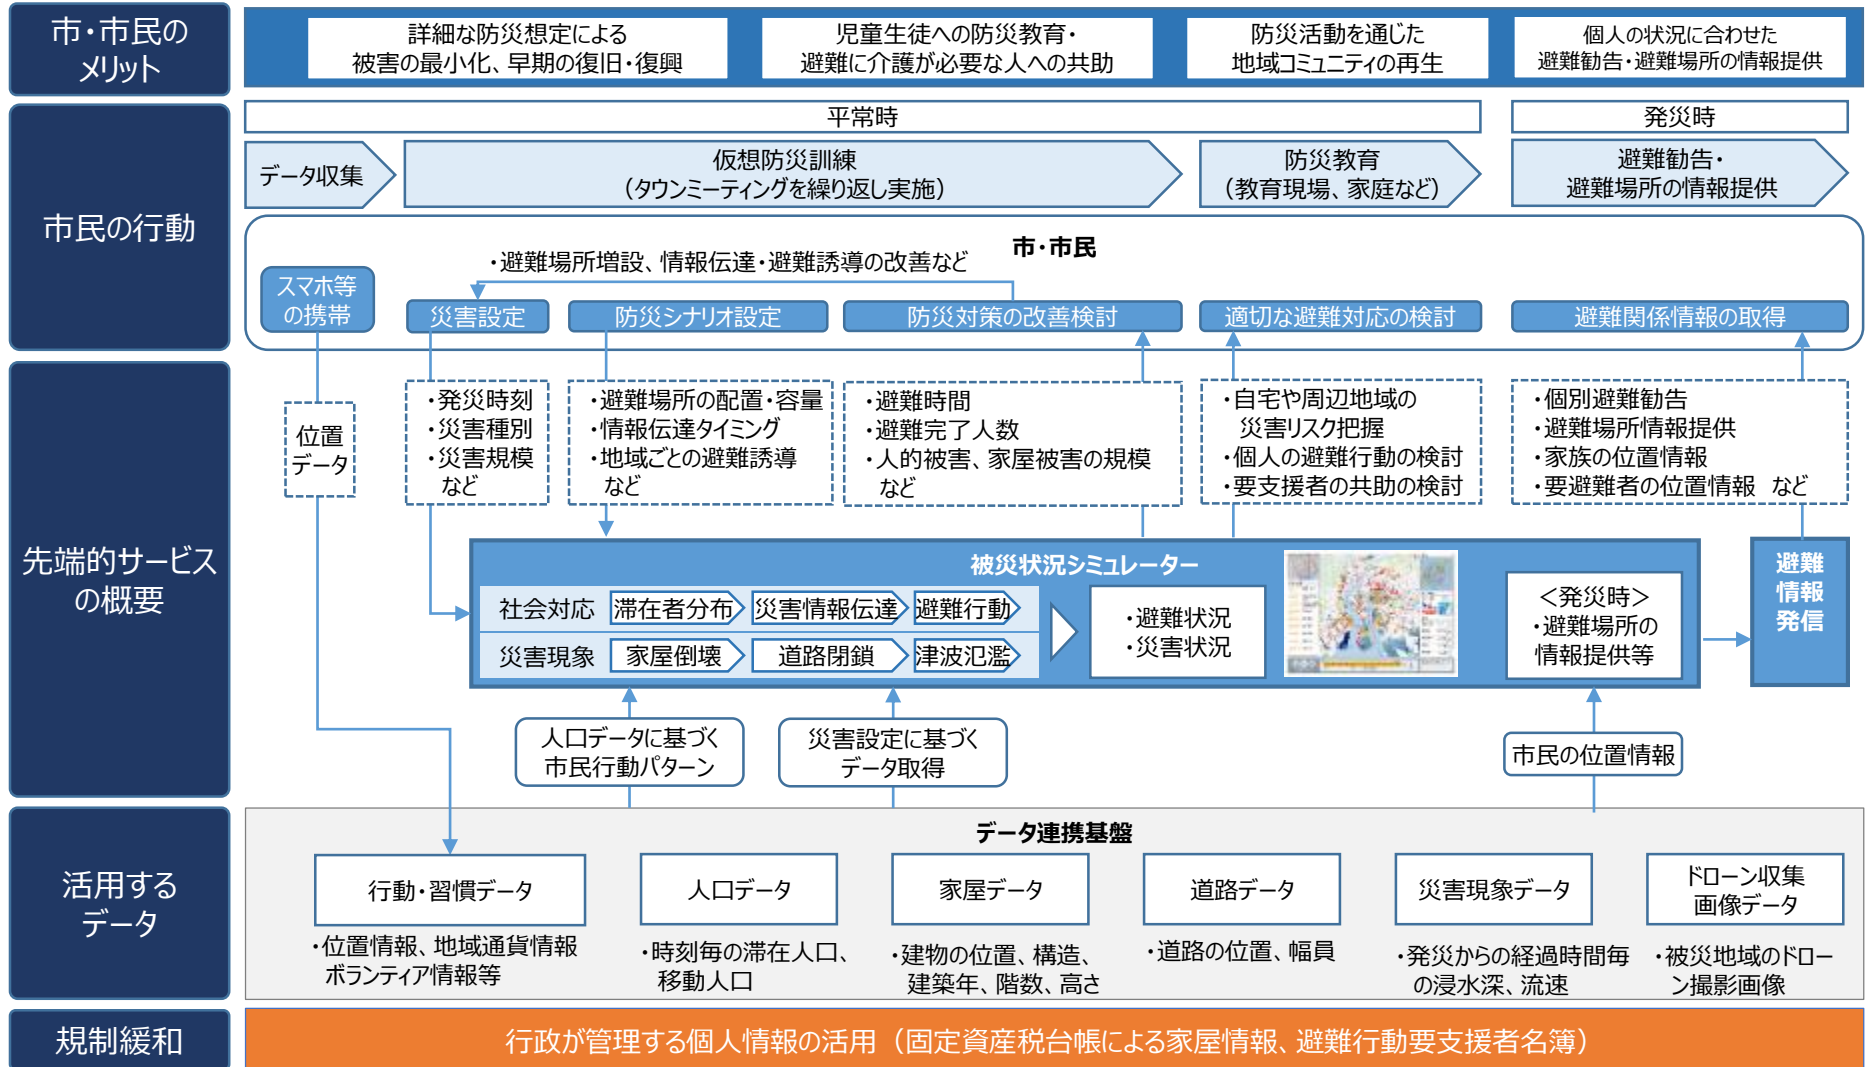 市・市民の
メリット
詳細な防災想定による
被害の最小化、早期の復旧・復興
児童生徒への防災教育・
避難に介護が必要な人への共助
防災活動を通じた
地域コミュニティの再生
個人の状況に合わせた
避難勧告・避難場所の情報提供
市民の行動
平常時
発災時
データ収集
仮想防災訓練
（タウンミーティングを繰り返し実施）
防災教育
（教育現場、家庭など）
避難勧告・
避難場所の情報提供
市・市民
・避難場所増設、情報伝達・避難誘導の改善など
スマホ等
の携帯
災害設定
防災シナリオ設定
防災対策の改善検討
適切な避難対応の検討
避難関係情報の取得
先端的サービス
の概要
位置
データ
・発災時刻
・災害種別
・災害規模
など
・避難場所の配置・容量
・情報伝達タイミング
・地域ごとの避難誘導
など
・避難時間
・避難完了人数
・人的被害、家屋被害の規模
など
・自宅や周辺地域の
災害リスク把握
・個人の避難行動の検討
・要支援者の共助の検討
・個別避難勧告
・避難場所情報提供
・家族の位置情報
・要避難者の位置情報 など
被災状況シミュレーター
社会対応
滞在者分布
災害情報伝達
避難行動
災害現象
家屋倒壊
道路閉鎖
津波氾濫
・避難状況
・災害状況
＜発災時＞
・避難場所の
情報提供等
避難
情報
発信
人口データに基づく
市民行動パターン
災害設定に基づく
データ取得
市民の位置情報
活用する
データ
データ連携基盤
行動・習慣データ
人口データ
家屋データ
道路データ
災害現象データ
ドローン収集
画像データ
・位置情報、地域通貨情報
ボランティア情報等
・時刻毎の滞在人口、
移動人口
・建物の位置、構造、
建築年、階数、高さ
・道路の位置、幅員
・発災からの経過時間毎
の浸水深、流速
・被災地域のドロー
ン撮影画像
規制緩和
行政が管理する個人情報の活用（固定資産税台帳による家屋情報、避難行動要支援者名簿）